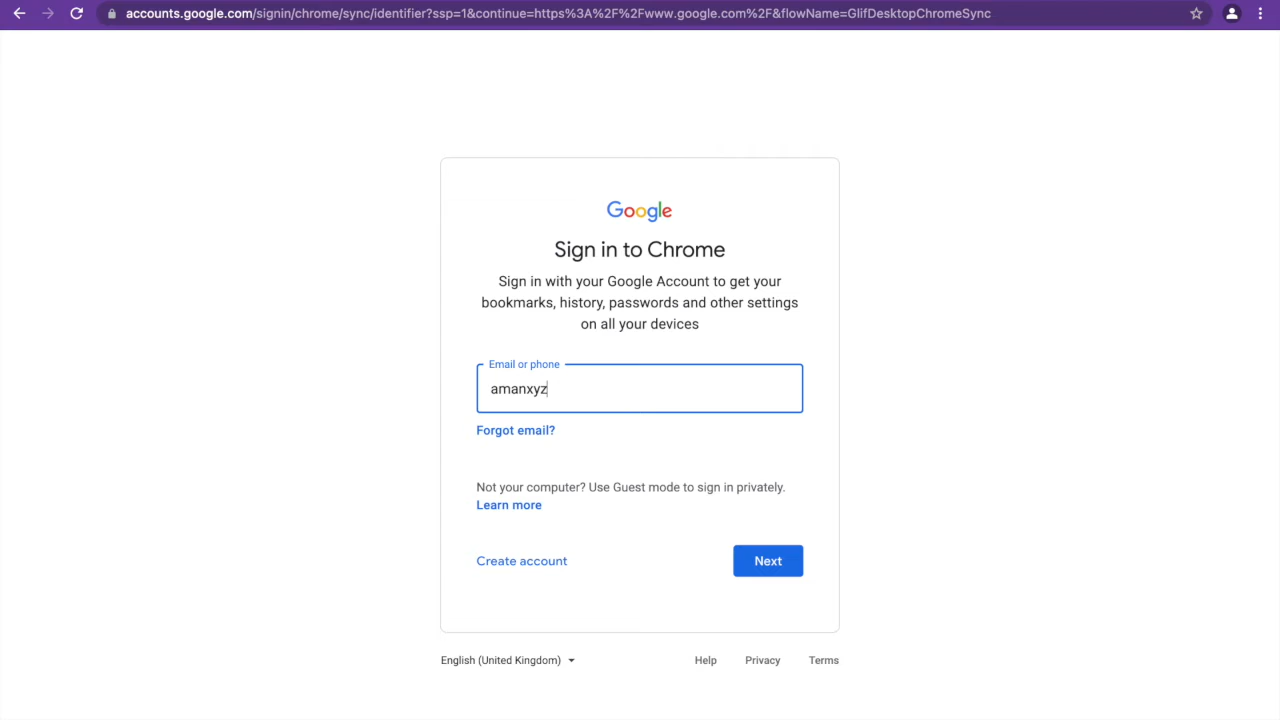 accounts.google.com/signin/chrome/sync/identifier?ssp=1&continue=https%3A%2F%2Fwww.google.com%2F&flowName=GlifDesktopChromeSync
Google
Sign in to Chrome
Sign in with your Google Account to get your
bookmarks, history, passwords and other settings
on all your devices
Email or phone
amanxyz
Forgot email?
Not your computer? Use Guest mode to sign in privately.
Learn more
Create account
Next
English (United Kingdom)
Help
Privacy
Terms